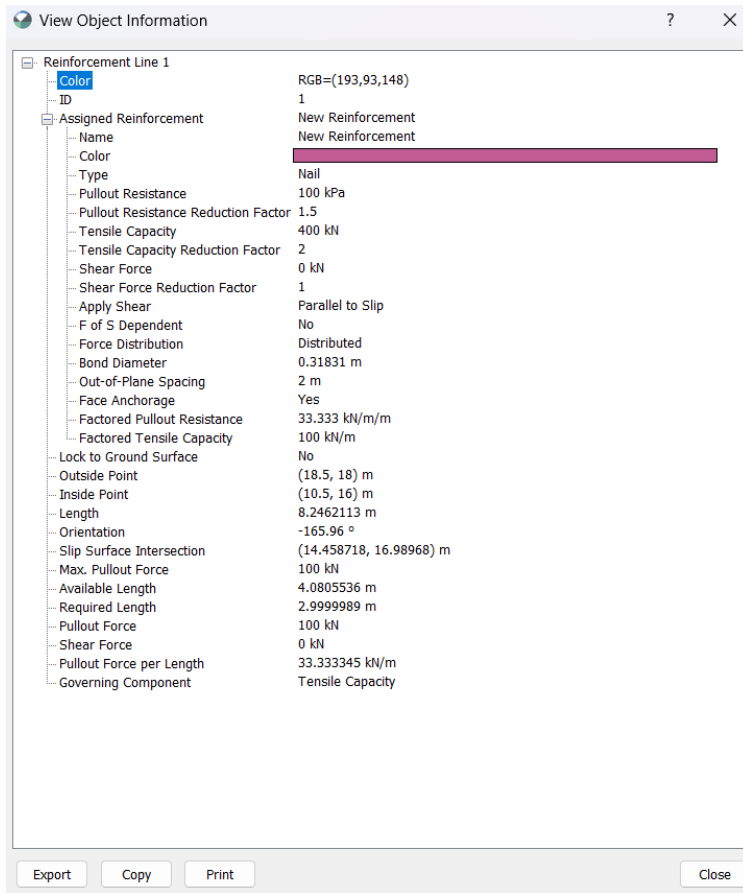 View Object Information ? X
Reinforcement Line 1
Color RGB=(193,93,148)
ID 1
Assigned Reinforcement New Reinforcement
Name New Reinforcement
Color
Type Nail
Pullout Resistance 100 kPa
Pullout Resistance Reduction Factor 1.5
Tensile Capacity 400 kN
Tensile Capacity Reduction Factor 2
Shear Force 0 kN
Shear Force Reduction Factor 1
Apply Shear Parallel to Slip
F of S Dependent No
Force Distribution Distributed
Bond Diameter 0.31831 m
Out-of-Plane Spacing 2 m
Face Anchorage Yes
Factored Pullout Resistance 33.333 kN/m/m
Factored Tensile Capacity 100 kN/m
Lock to Ground Surface No
Outside Point (18.5, 18) m
Inside Point (10.5, 16) m
Length 8.2462113 m
Orientation -165.96 °
Slip Surface Intersection (14.458718, 16.98968) m
Max. Pullout Force 100 kN
Available Length 4.0805536 m
Required Length 2.9999989 m
Pullout Force 100 kN
Shear Force 0 kN
Pullout Force per Length 33.333345 kN/m
Governing Component Tensile Capacity
Export Copy Print Close